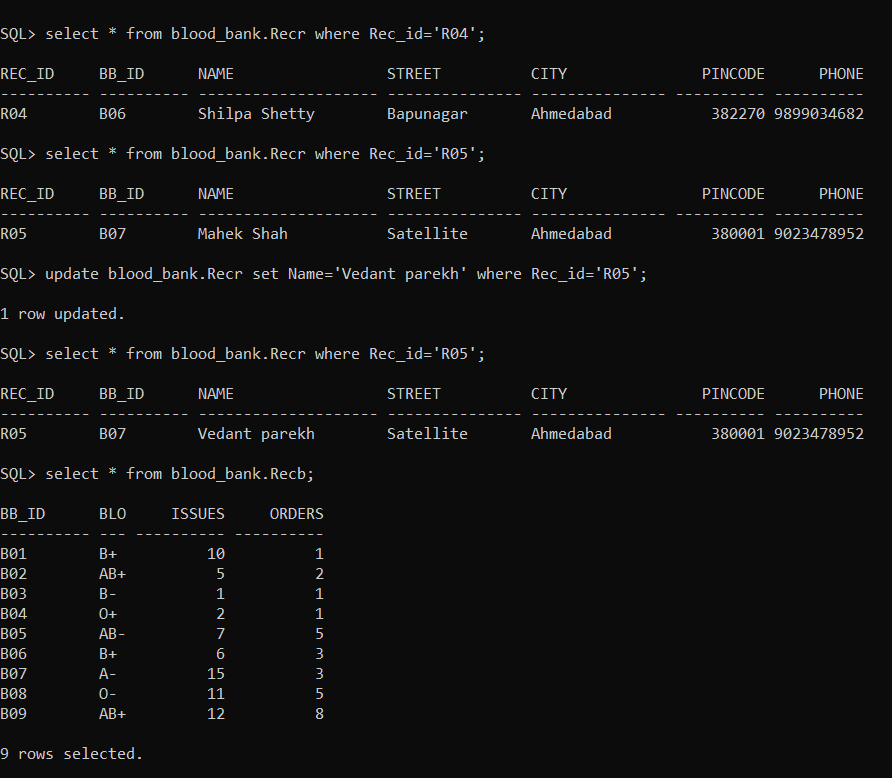 SQL> select * from blood_bank.Recr where Rec_id='R04';
REC_ID     BB_ID      NAME                 STREET          CITY               PINCODE      PHONE
---------- ---------- -------------------- --------------- --------------- ---------- ----------
R04        B06        Shilpa Shetty        Bapunagar       Ahmedabad           382270 9899034682
SQL> select * from blood_bank.Recr where Rec_id='R05';
REC_ID     BB_ID      NAME                 STREET          CITY               PINCODE      PHONE
---------- ---------- -------------------- --------------- --------------- ---------- ----------
R05        B07        Mahek Shah           Satellite       Ahmedabad           380001 9023478952
SQL> update blood_bank.Recr set Name='Vedant parekh' where Rec_id='R05';
1 row updated.
SQL> select * from blood_bank.Recr where Rec_id='R05';
REC_ID     BB_ID      NAME                 STREET          CITY               PINCODE      PHONE
---------- ---------- -------------------- --------------- --------------- ---------- ----------
R05        B07        Vedant parekh        Satellite       Ahmedabad           380001 9023478952
SQL> select * from blood_bank.Recb;
BB_ID      BLO     ISSUES     ORDERS
---------- --- ---------- ----------
B01        B+          10          1
B02        AB+          5          2
B03        B-           1          1
B04        O+           2          1
B05        AB-          7          5
B06        B+           6          3
B07        A-          15          3
B08        O-          11          5
B09        AB+         12          8
9 rows selected.